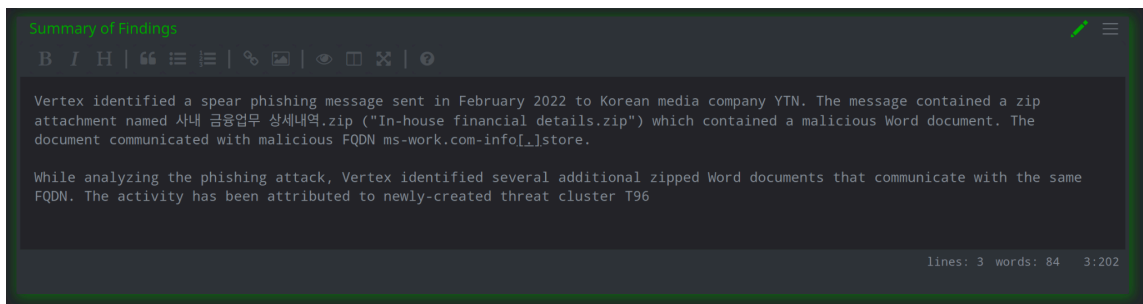 Summary of Findings
B I H
Vertex identified a spear phishing message sent in February 2022 to Korean media company YTN. The message contained a zip
attachment named 사내 금융업무 상세내역.zip ("In-house financial details.zip") which contained a malicious Word document. The
document communicated with malicious FQDN ms-work.com-info[.]store.
While analyzing the phishing attack, Vertex identified several additional zipped Word documents that communicate with the same
FQDN. The activity has been attributed to newly-created threat cluster T96
lines: 3 words: 84 3:202